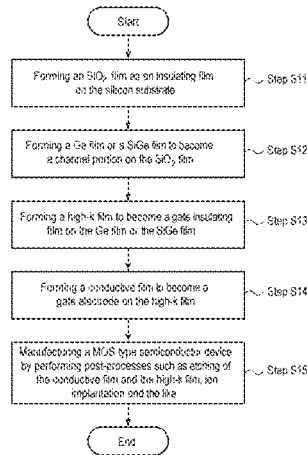 Start
Forming an SiO₂ film as an insulating film
on the silicon substrate
Step S11
Forming a Ge film or a SiGe film to become
a channel portion on the SiO₂ film
Step S12
Forming a high-k film to become a gate insulating
film on the Ge film or the SiGe film
Step S13
Forming a conductive film to become a
gate electrode on the high-k film
Step S14
Manufacturing a MOS type semiconductor device
by performing post-processes such as etching of
the conductive film and the high-k film, ion
implantation and the like
Step S15
End